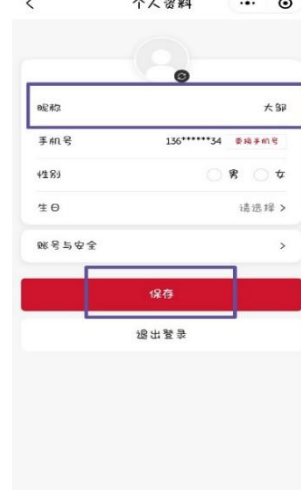 个人资料
昵称 大邹
手机号 136******34 更换手机号
性别 男 女
生日 请选择 >
账号与安全 >
保存
退出登录